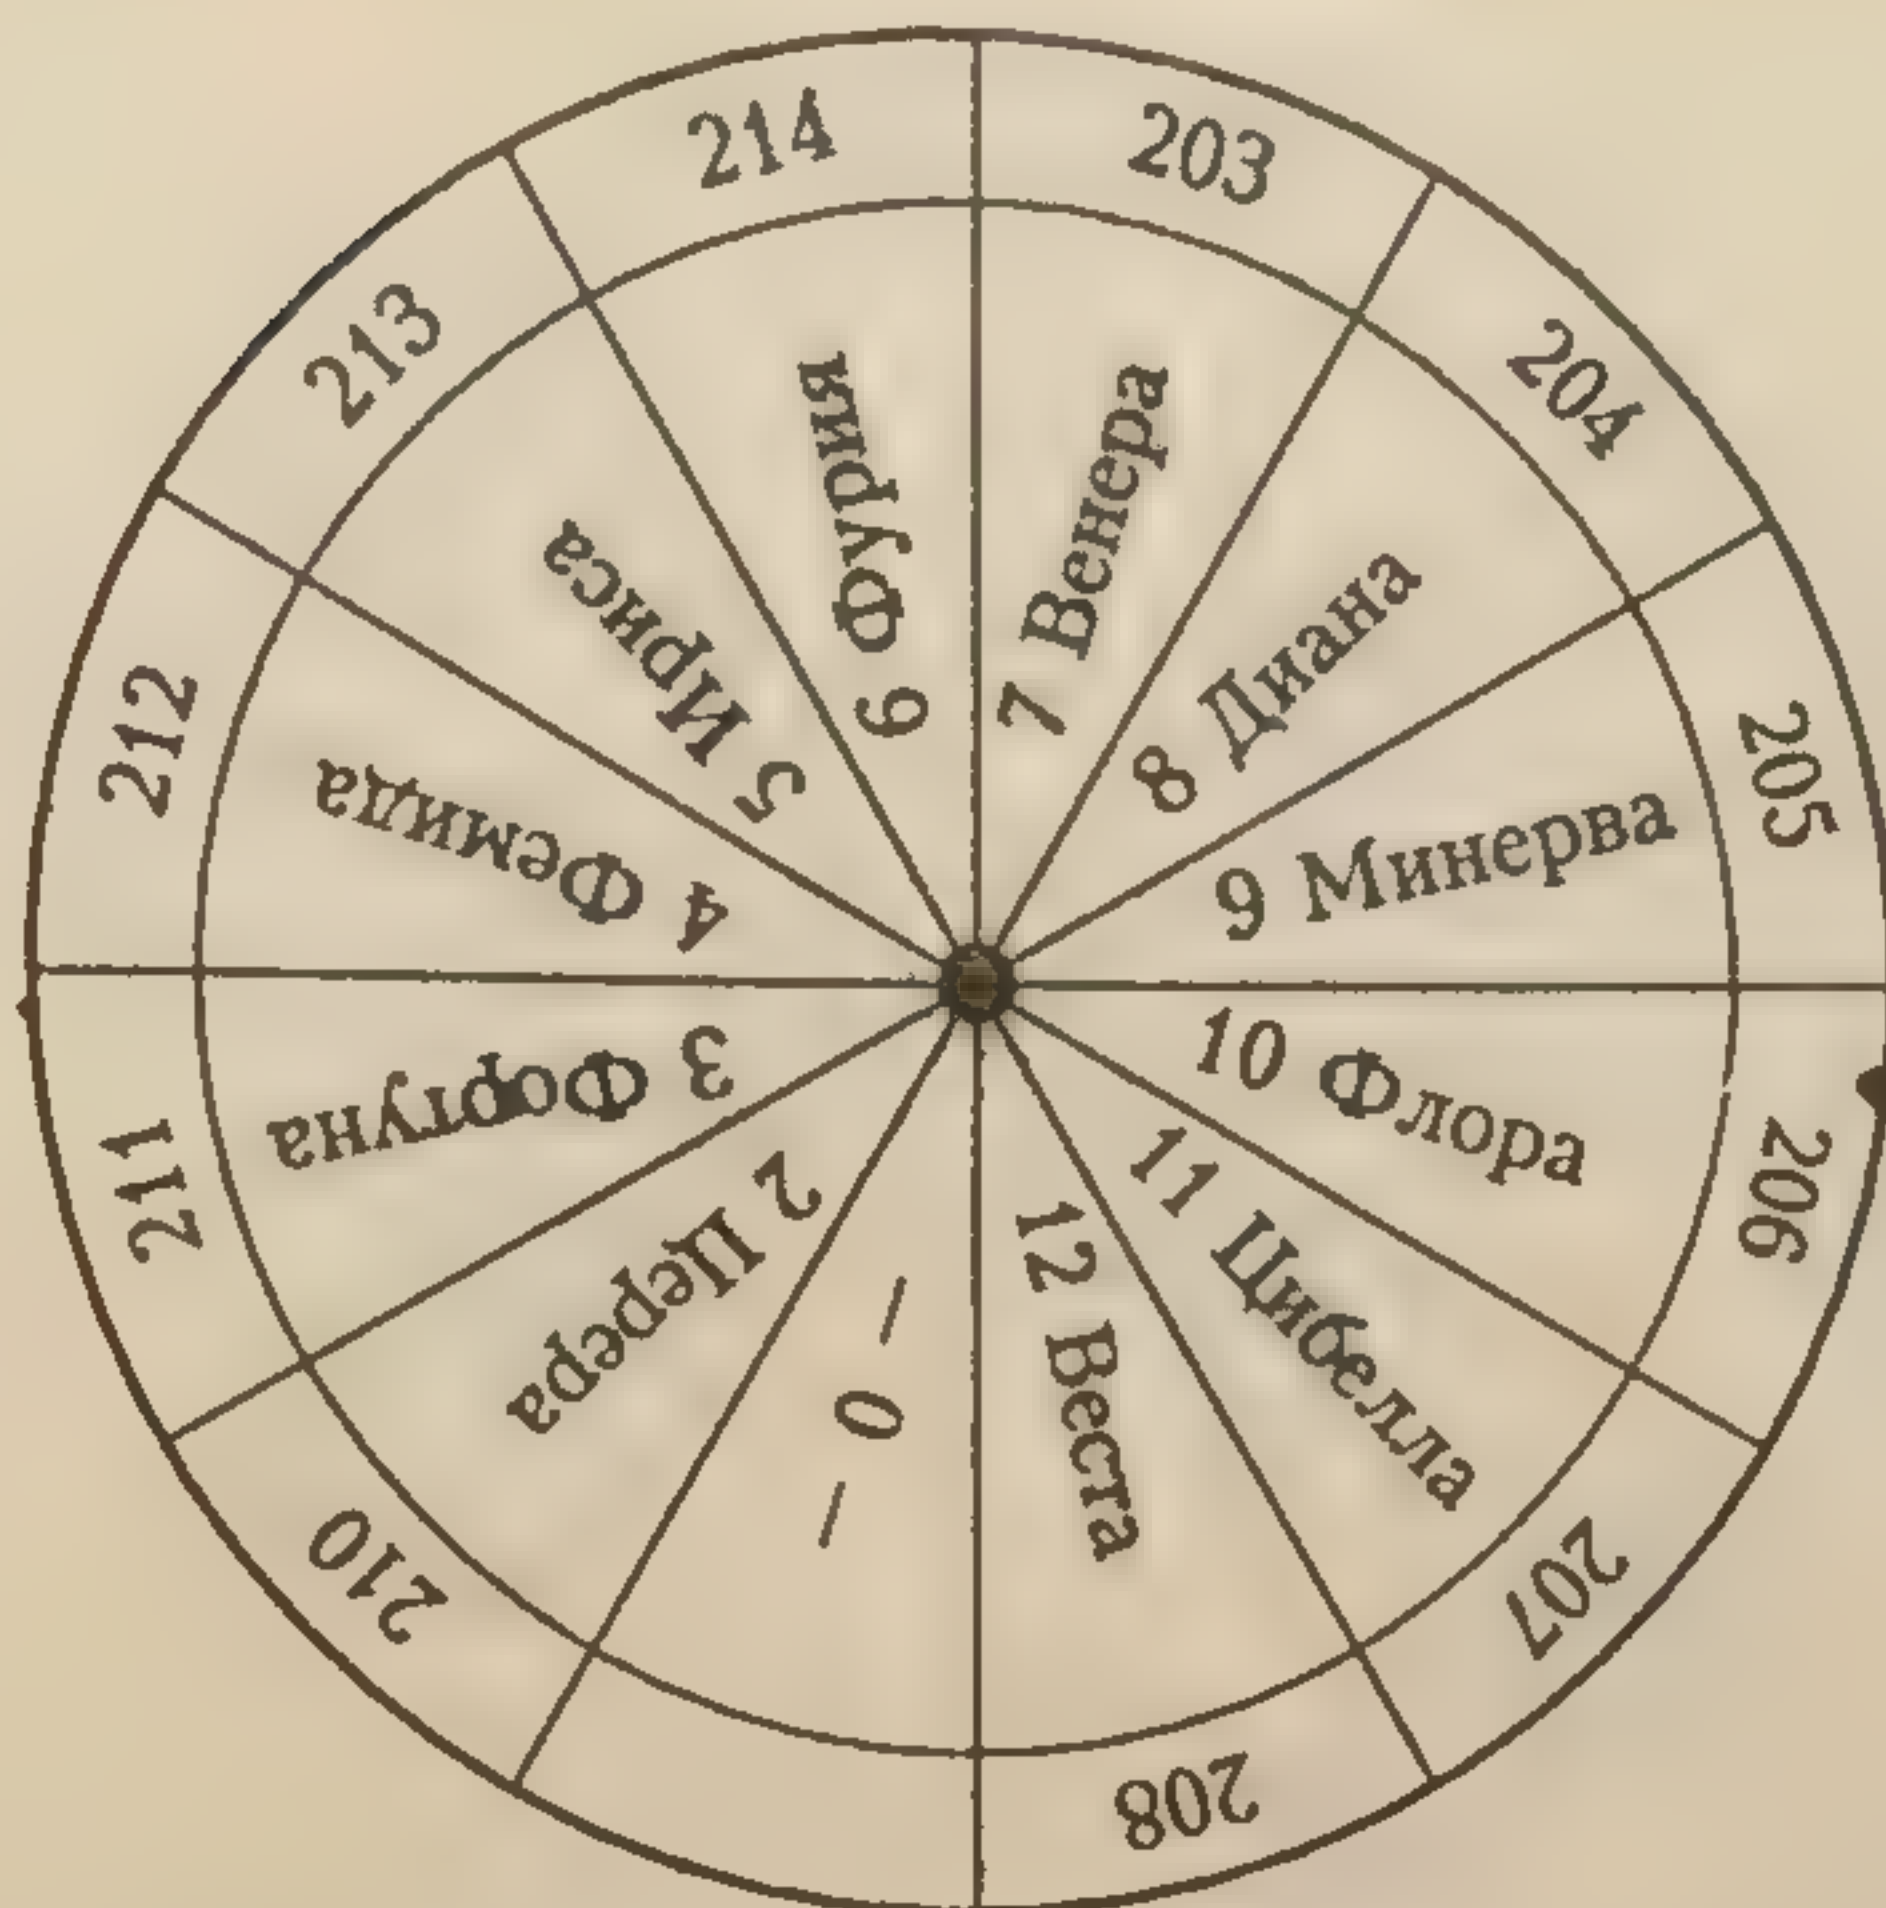 203
7 Венера
204
8 Диана
205
9 Минерва
206
10 Флора
207
11 Цибелла
208
12 Веста
— 0 —
210
2 Церера
211
3 Фортуна
212
4 Фемида
213
5 Ириса
214
6 Фурия